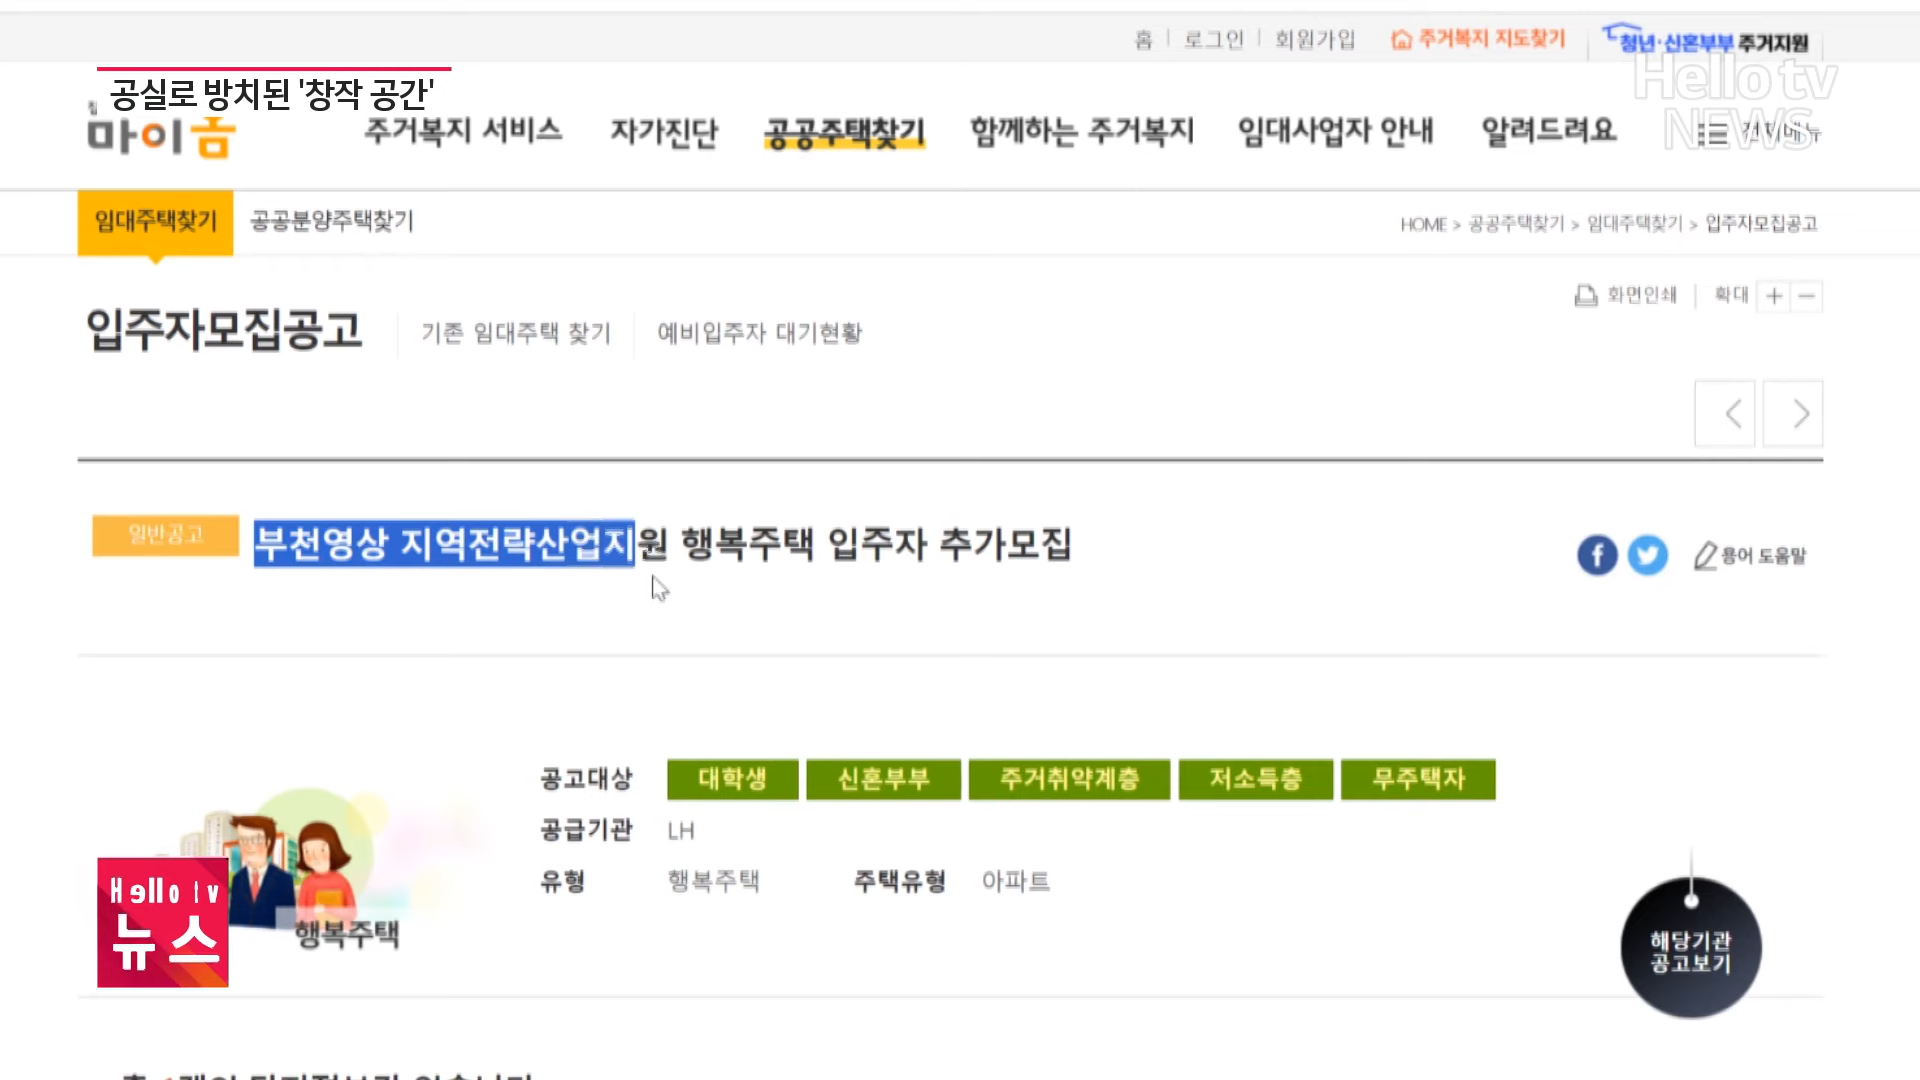 홈 로그인 회원가입 주거복지 지도찾기 청년·신혼부부 주거지원
Hello tv
NEWS
공실로 방치된 '창작 공간'
마이홈 주거복지 서비스 자가진단 공공주택찾기 함께하는 주거복지 임대사업자 안내 알려드려요 전체메뉴
임대주택찾기 공공분양주택찾기 HOME > 공공주택찾기 > 임대주택찾기 > 입주자모집공고
화면인쇄 확대 + −
입주자모집공고 기존 임대주택 찾기 예비입주자 대기현황
일반공고 부천영상 지역전략산업지원 행복주택 입주자 추가모집 용어 도움말
공고대상 대학생 신혼부부 주거취약계층 저소득층 무주택자
공급기관 LH
유형 행복주택 주택유형 아파트
행복주택
Hello tv
뉴스
해당기관
공고보기